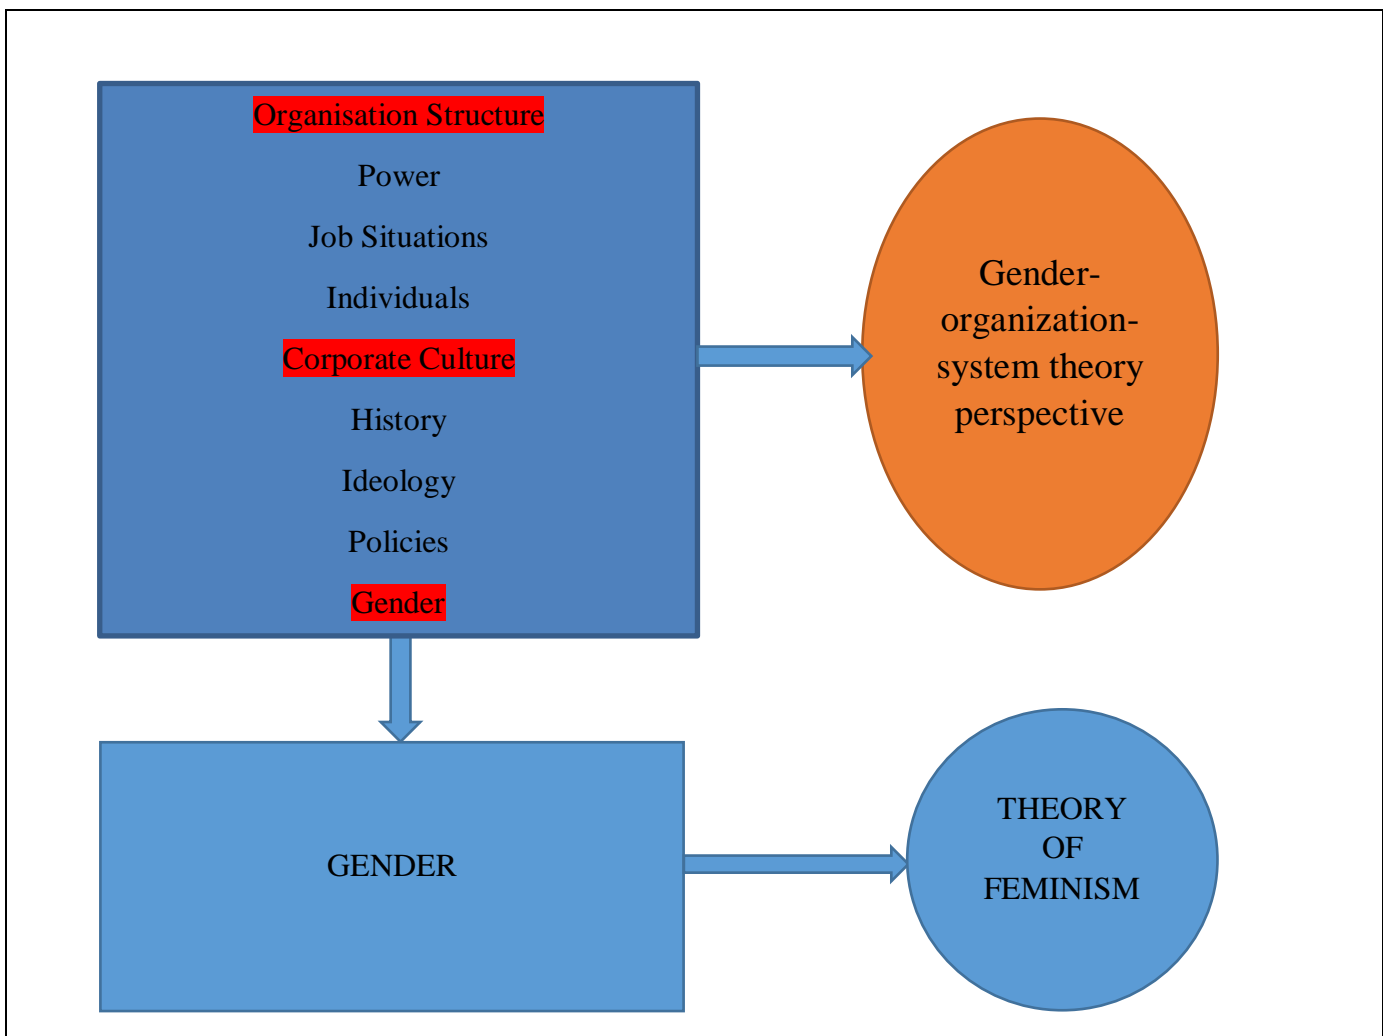 Organisation Structure
Power
Job Situations
Individuals
Corporate Culture
History
Ideology
Policies
Gender
Gender-
organization-
system theory
perspective
GENDER
THEORY
OF
FEMINISM